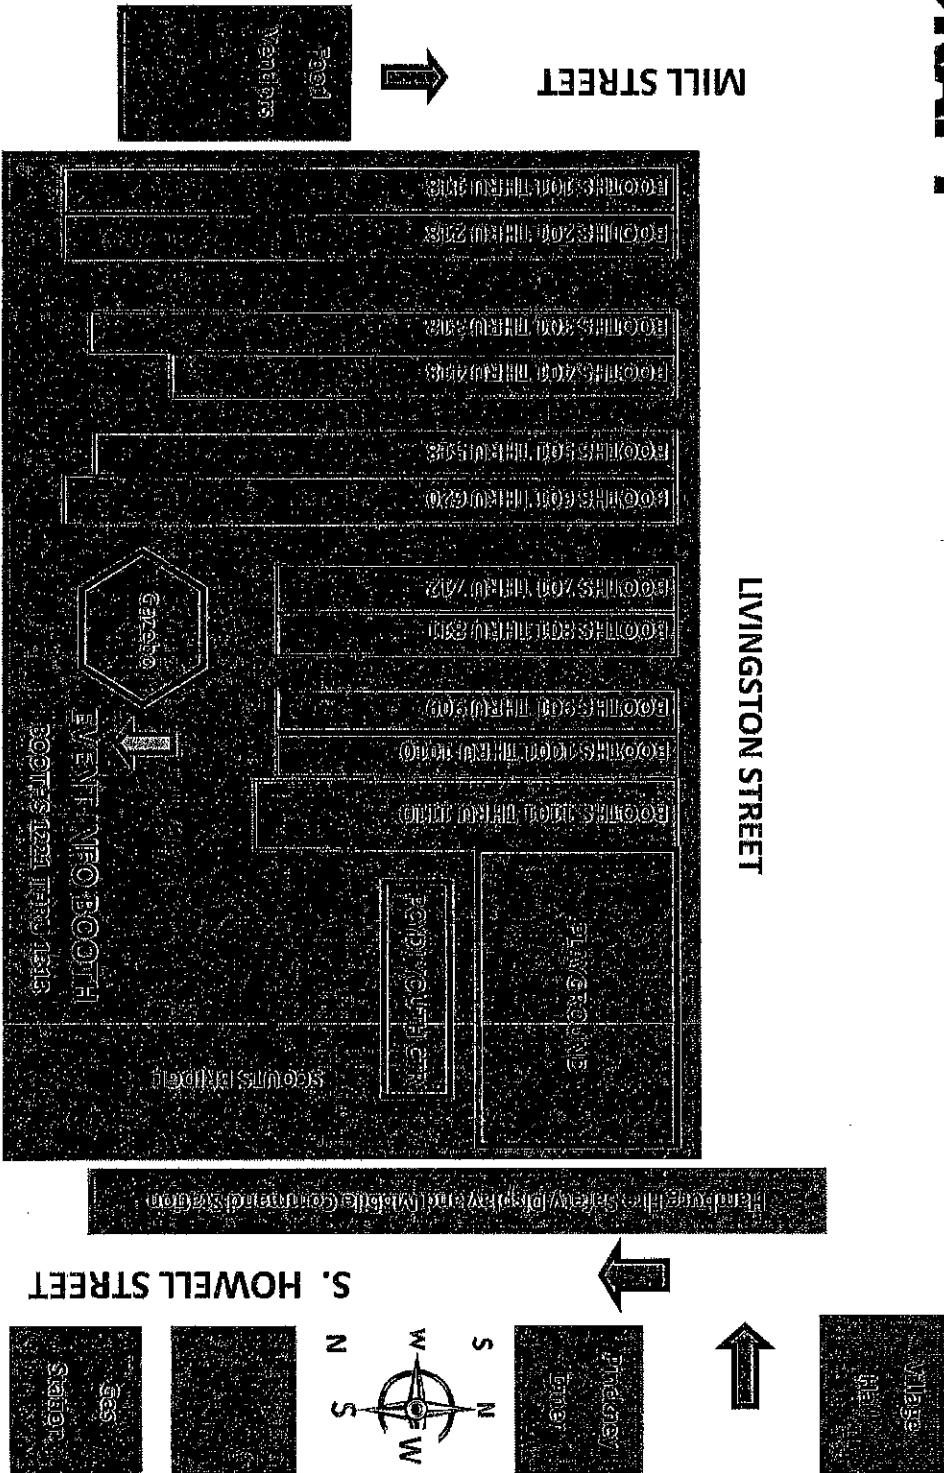 MILL STREET
Food
Vendors
BOOTHS 101 THRU 118
BOOTHS 201 THRU 218
BOOTHS 301 THRU 318
BOOTHS 401 THRU 418
BOOTHS 501 THRU 518
BOOTHS 601 THRU 620
BOOTHS 701 THRU 712
BOOTHS 801 THRU 811
BOOTHS 901 THRU 909
BOOTHS 1001 THRU 1010
BOOTHS 1101 THRU 1110
Gazebo
EVENT INFO BOOTH
LIVINGSTON STREET
PLAYGROUND
PCYD YOUTH CTR
SCOUTS BRIDGE
Hamburg Fire Safety Display and Mobile Command Station
S. HOWELL STREET
Gas
Station
N
W
S
N
S
W
Pinckney
Diner
Village
Hall